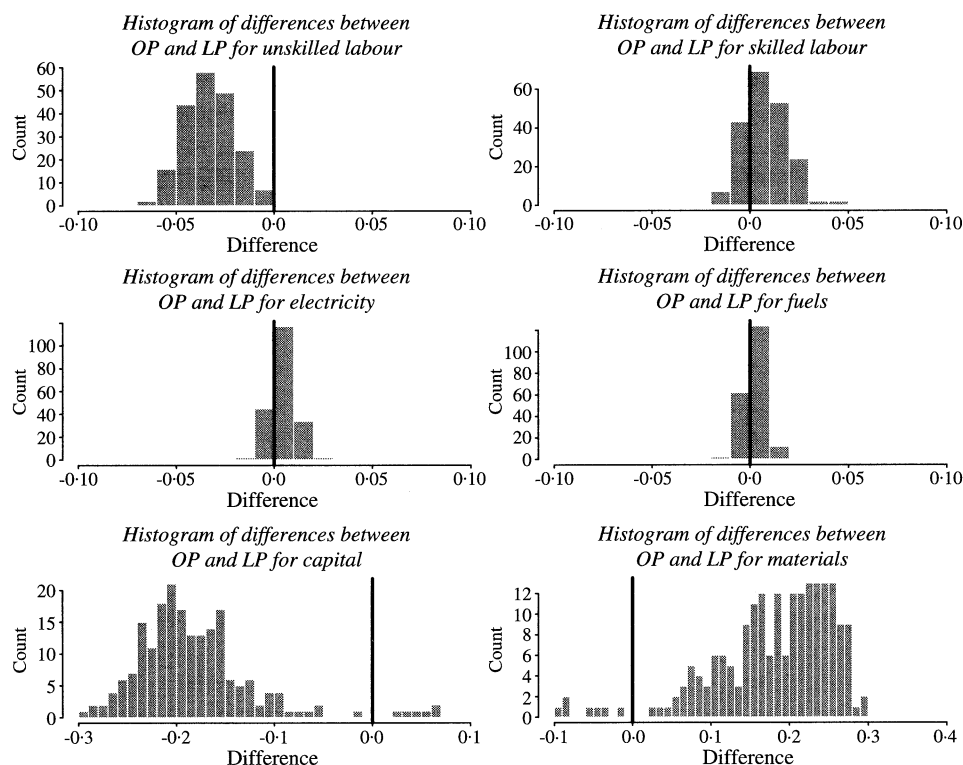 Histogram of differences between
OP and LP for unskilled labour
60
50
40
30
20
10
0
Count
-0·10 -0·05 0·0 0·05 0·10
Difference
Histogram of differences between
OP and LP for skilled labour
60
40
20
0
Count
-0·10 -0·05 0·0 0·05 0·10
Difference
Histogram of differences between
OP and LP for electricity
100
80
60
40
20
0
Count
-0·10 -0·05 0·0 0·05 0·10
Difference
Histogram of differences between
OP and LP for fuels
100
80
60
40
20
0
Count
-0·10 -0·05 0·0 0·05 0·10
Difference
Histogram of differences between
OP and LP for capital
20
15
10
5
0
Count
-0·3 -0·2 -0·1 0·0 0·1
Difference
Histogram of differences between
OP and LP for materials
12
10
8
6
4
2
0
Count
-0·1 0·0 0·1 0·2 0·3 0·4
Difference